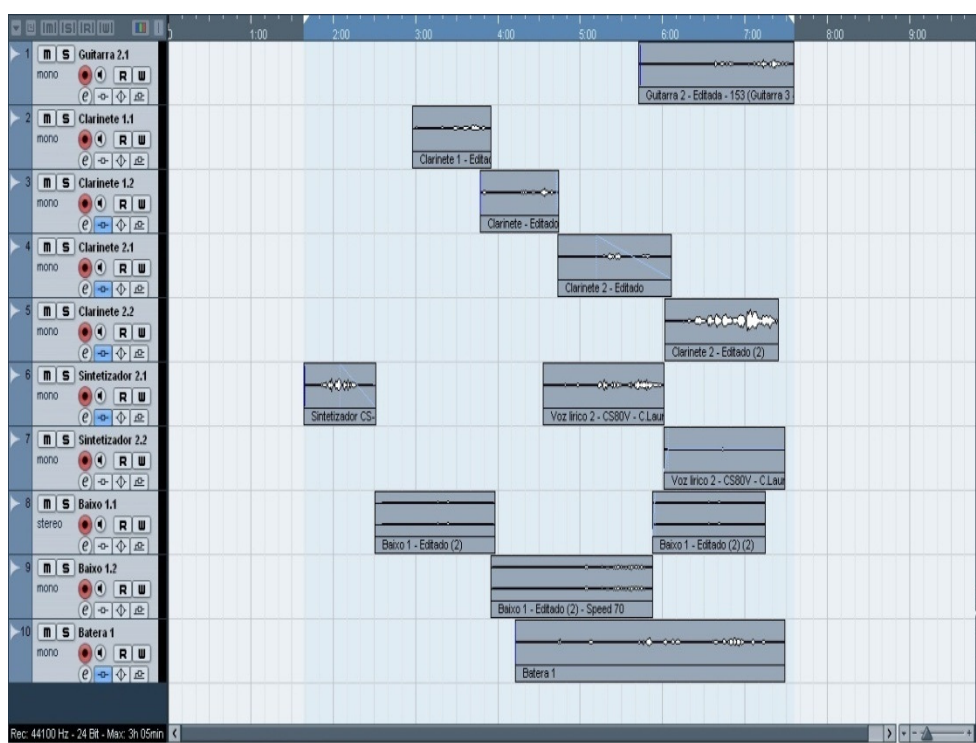 M S R W
1:00 2:00 3:00 4:00 5:00 6:00 7:00 8:00 9:00
1 M S Guitarra 2.1
mono R W
e
Guitarra 2 - Editada - 153 (Guitarra 3 -
2 M S Clarinete 1.1
mono R W
e
Clarinete 1 - Editad
3 M S Clarinete 1.2
mono R W
e
Clarinete - Editado
4 M S Clarinete 2.1
mono R W
e
Clarinete 2 - Editado
5 M S Clarinete 2.2
mono R W
e
Clarinete 2 - Editado (2)
6 M S Sintetizador 2.1
mono R W
e
Sintetizador CS- Voz lirico 2 - CS80V - C.Laur
7 M S Sintetizador 2.2
mono R W
e
Voz lirico 2 - CS80V - C.Laur
8 M S Baixo 1.1
stereo R W
e
Baixo 1 - Editado (2) Baixo 1 - Editado (2) (2)
9 M S Baixo 1.2
mono R W
e
Baixo 1 - Editado (2) - Speed 70
10 M S Batera 1
mono R W
e
Batera 1
Rec: 44100 Hz - 24 Bit - Max: 3h 05min